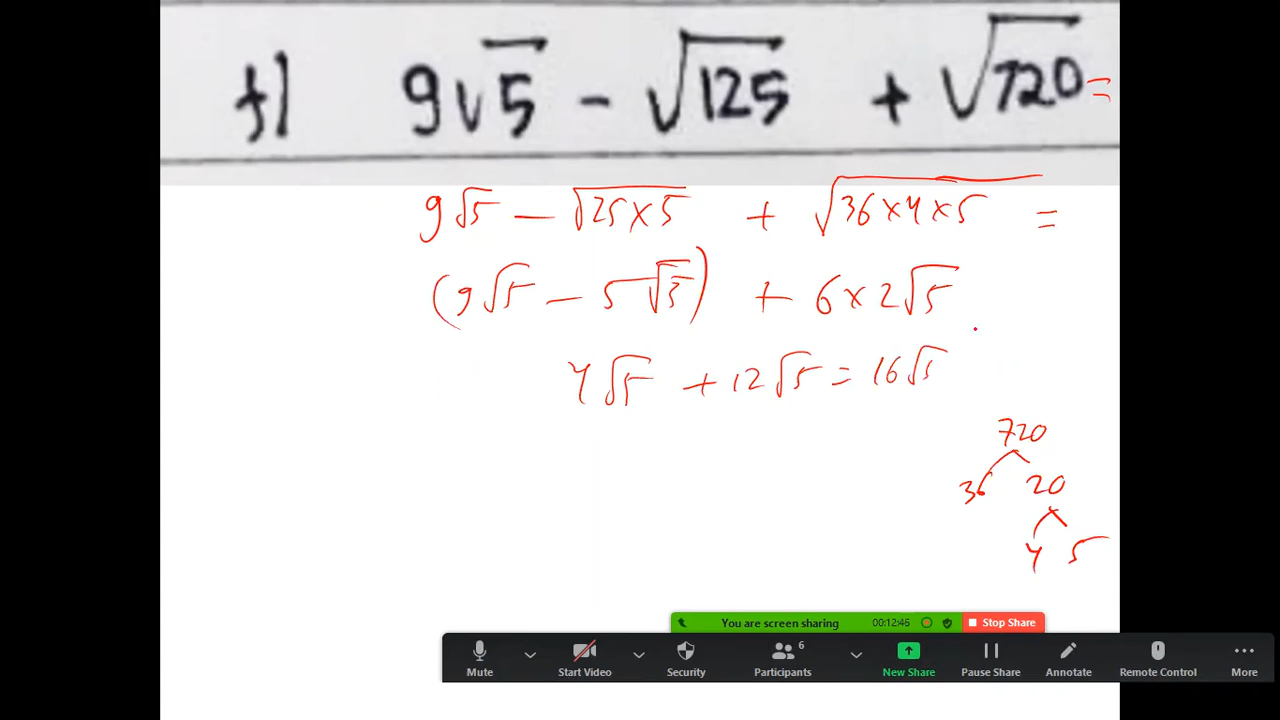 f) 9√5 - √125 + √720 =
9√5 - √25×5 + √36×4×5 =
(9√5 - 5√5) + 6×2√5
4√5 + 12√5 = 16√5
720
36 20
4 5
You are screen sharing 00:12:46 Stop Share
6
Mute Start Video Security Participants New Share Pause Share Annotate Remote Control More